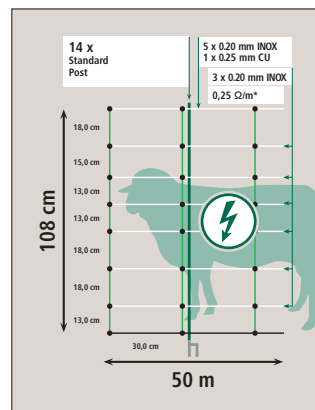 14 x
Standard
Post
5 x 0.20 mm INOX
1 x 0.25 mm CU
3 x 0.20 mm INOX
0,25 Ω/m*
108 cm
18,0 cm
15,0 cm
13,0 cm
13,0 cm
18,0 cm
18,0 cm
13,0 cm
30,0 cm
50 m